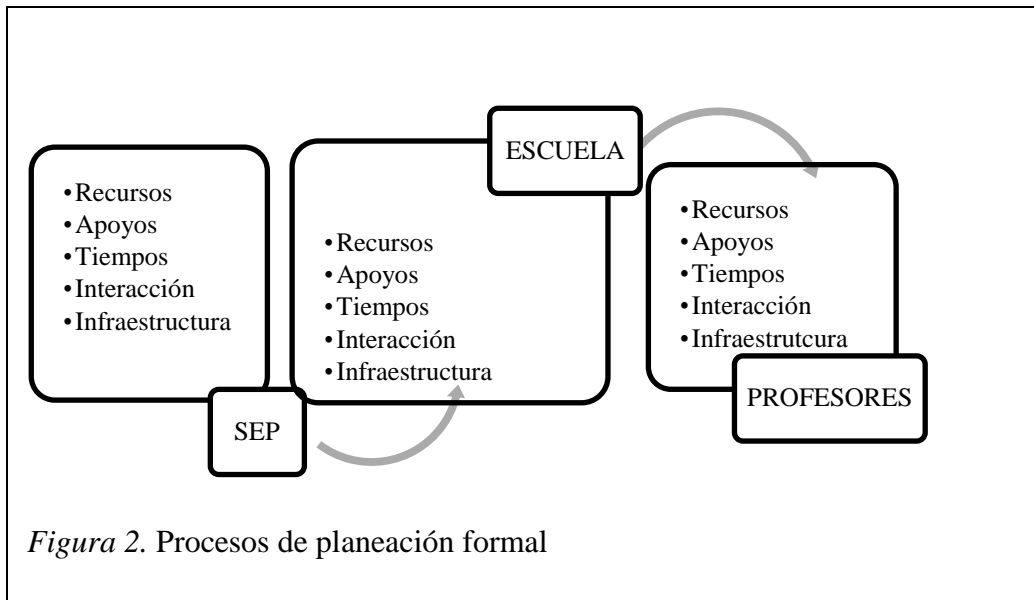 •Recursos
•Apoyos
•Tiempos
•Interacción
•Infraestructura
SEP
ESCUELA
•Recursos
•Apoyos
•Tiempos
•Interacción
•Infraestructura
•Recursos
•Apoyos
•Tiempos
•Interacción
•Infraestrutcura
PROFESORES
Figura 2. Procesos de planeación formal